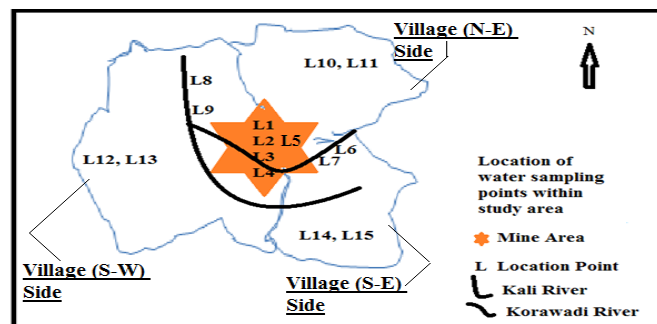 Village (N-E)
Side
N
L10, L11
L8
L9
L1
L2
L5
L3
L4
L6
L7
L12, L13
L14, L15
Village (S-W)
Side
Village (S-E)
Side
Location of
water sampling
points within
study area
Mine Area
L Location Point
Kali River
Korawadi River